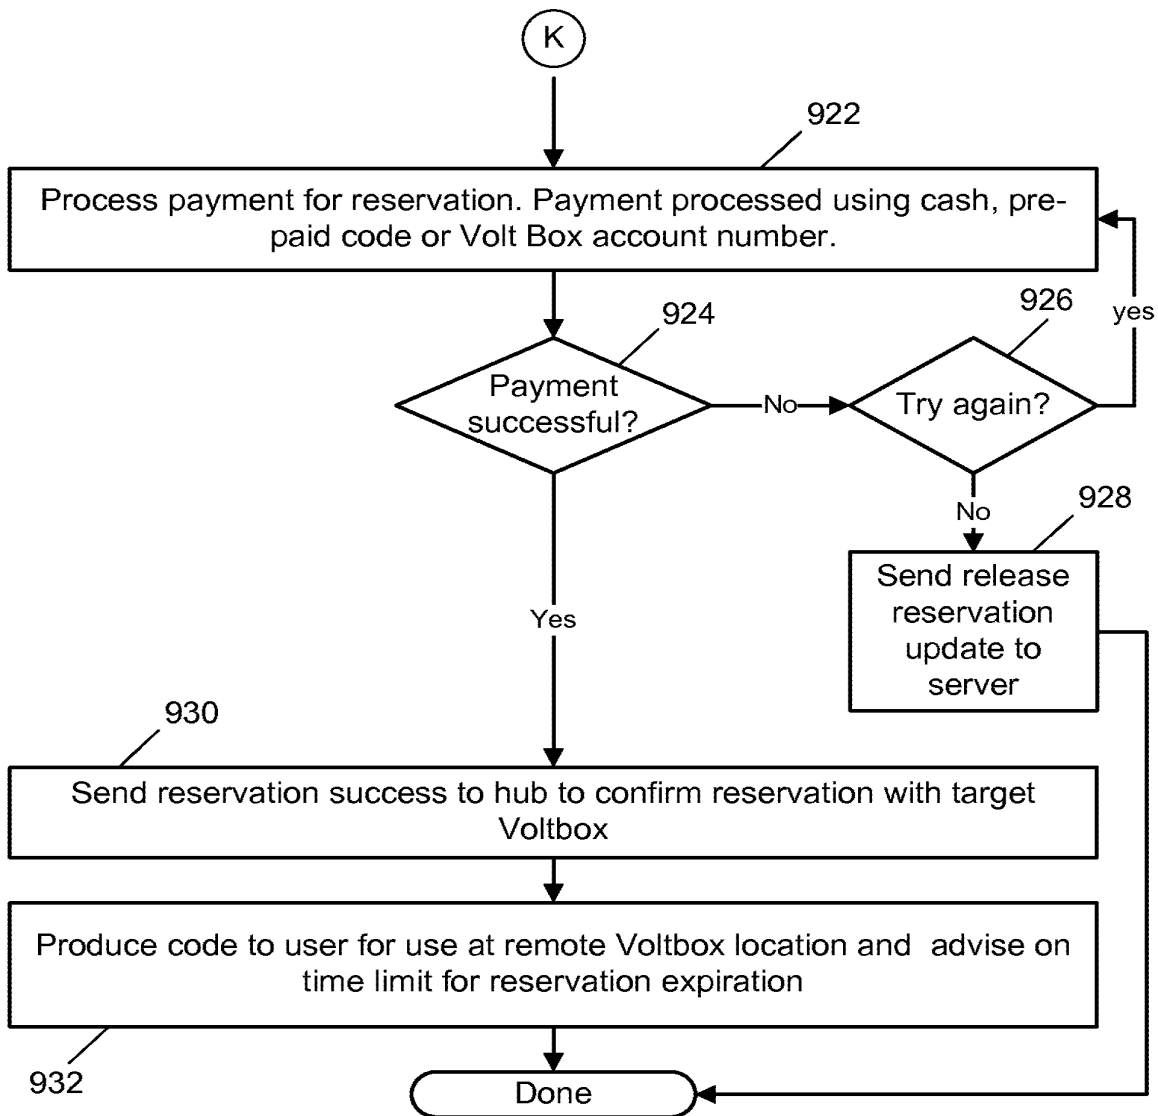 K
922
Process payment for reservation. Payment processed using cash, pre-
paid code or Volt Box account number.
924
926
yes
Payment
successful?
No
Try again?
No
928
Send release
reservation
update to
server
Yes
930
Send reservation success to hub to confirm reservation with target
Voltbox
Produce code to user for use at remote Voltbox location and  advise on
time limit for reservation expiration
932
Done